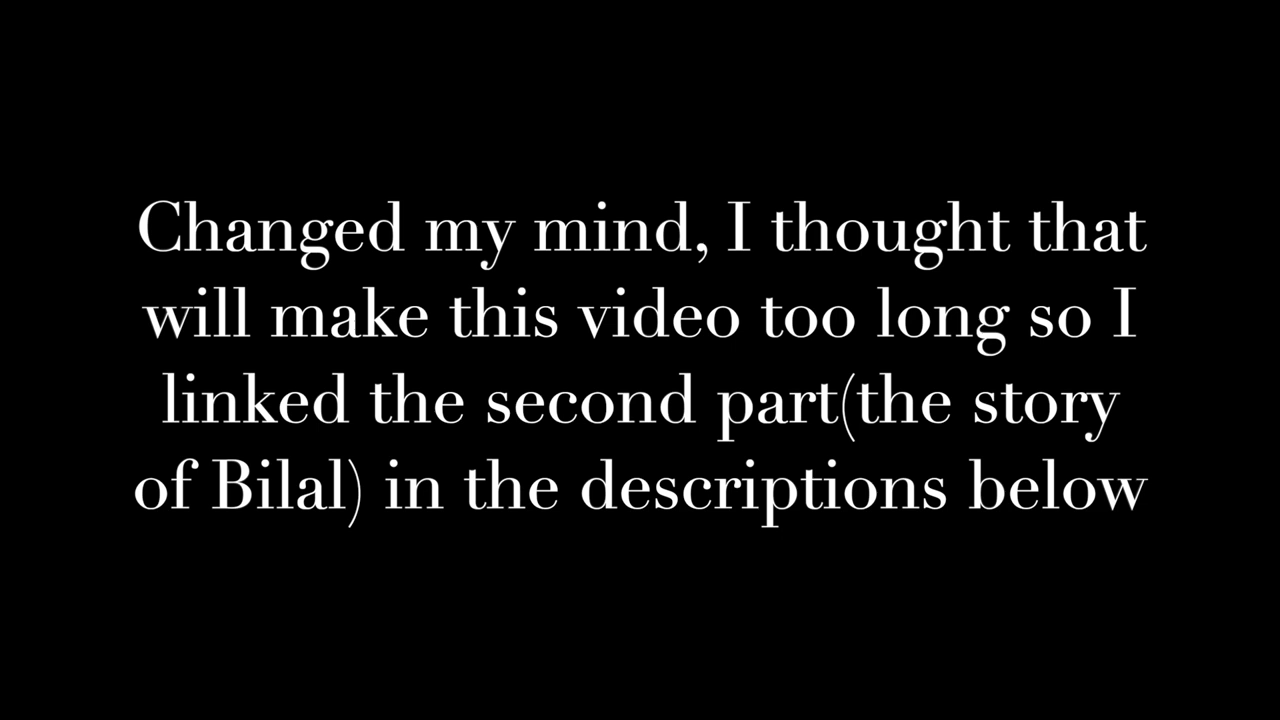 Changed my mind, I thought that
will make this video too long so I
linked the second part(the story
of Bilal) in the descriptions below